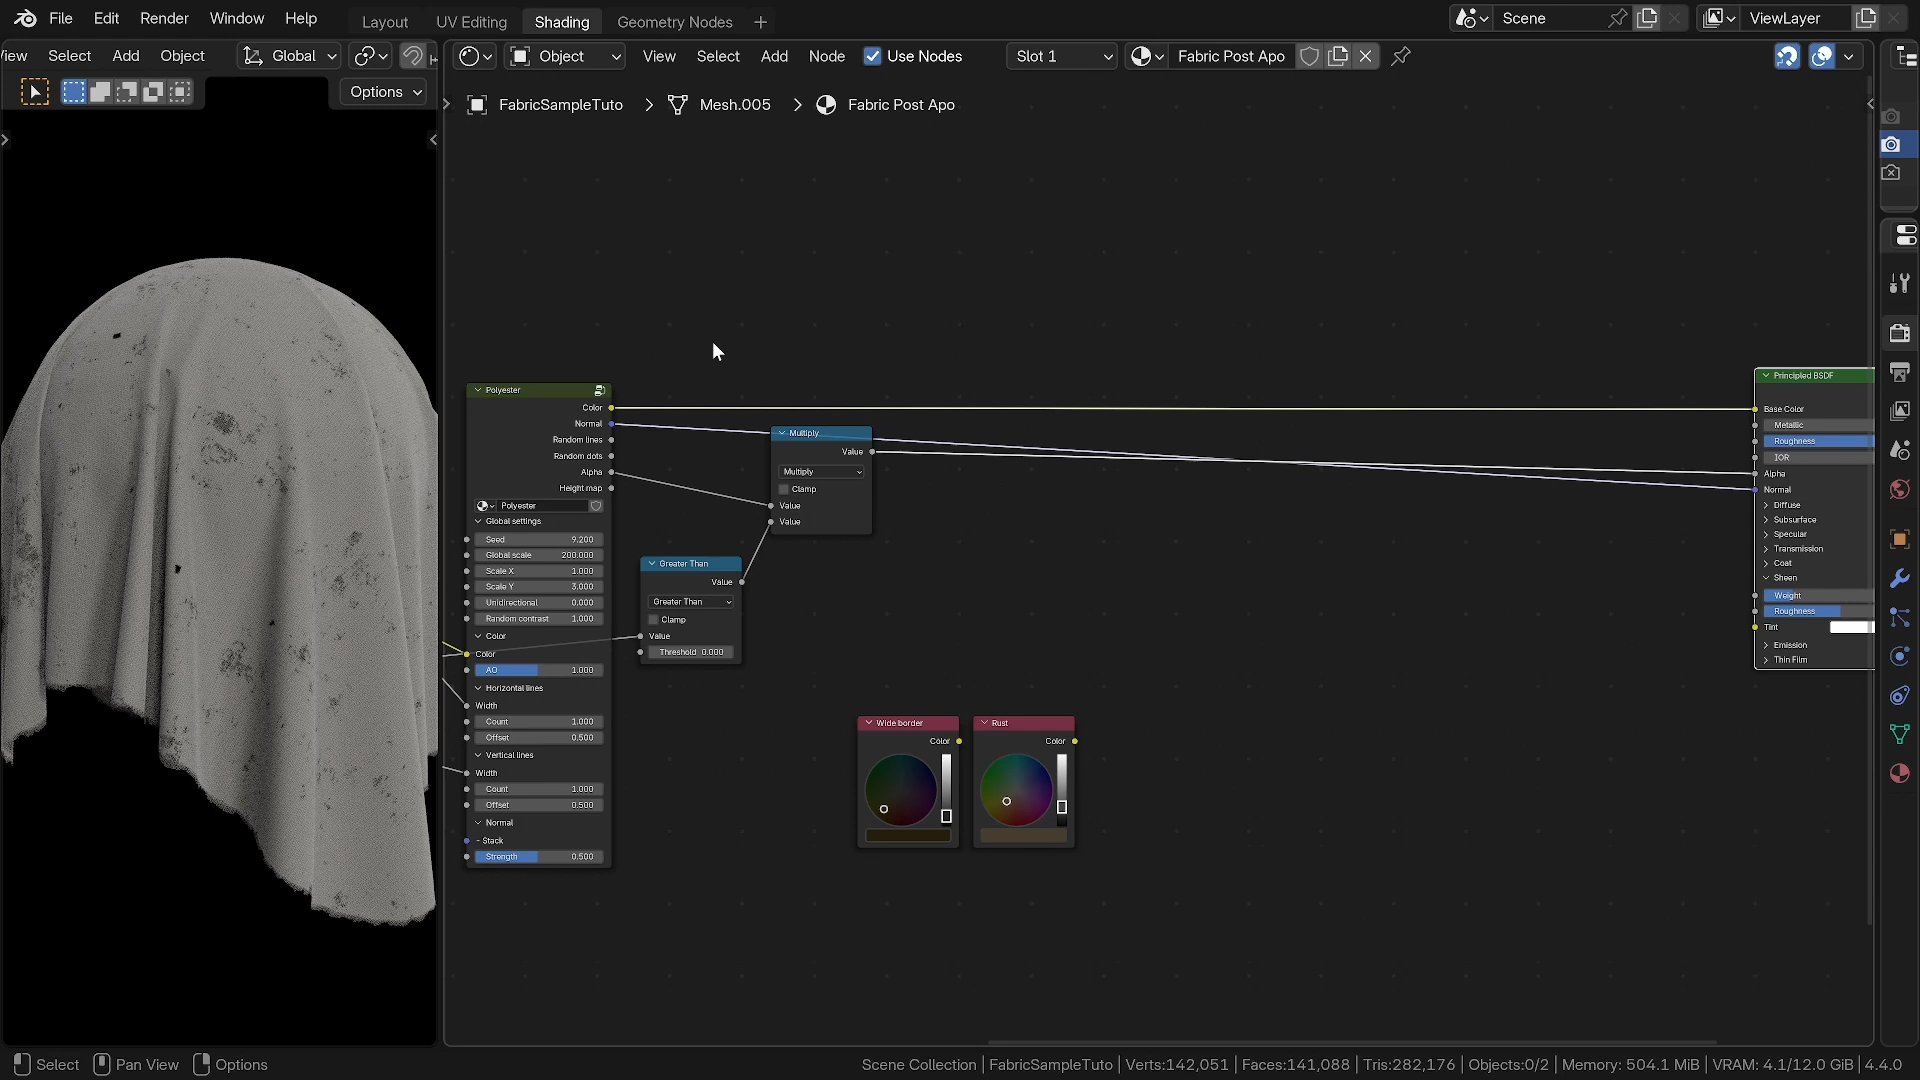 File Edit Render Window Help Layout UV Editing Shading Geometry Nodes Scene ViewLayer
iew Select Add Object Global Object View Select Add Node Use Nodes Slot 1 Fabric Post Apo
Options
FabricSampleTuto > Mesh.005 > Fabric Post Apo
Polyester
Color
Normal
Random lines
Random dots
Alpha
Height map
Polyester
Global settings
Seed 9.200
Global scale 200.000
Scale X 1.000
Scale Y 3.000
Unidirectional 0.000
Random contrast 1.000
Color
Color
AO 1.000
Horizontal lines
Width
Count 1.000
Offset 0.500
Vertical lines
Width
Count 1.000
Offset 0.500
Normal
- Stack
Strength 0.500
Greater Than
Value
Greater Than
Clamp
Value
Threshold 0.000
Multiply
Value
Multiply
Clamp
Value
Value
Wide border
Color
Rust
Color
Principled BSDF
Base Color
Metallic
Roughness
IOR
Alpha
Normal
Diffuse
Subsurface
Specular
Transmission
Coat
Sheen
Weight
Roughness
Tint
Emission
Thin Film
Select Pan View Options Scene Collection | FabricSampleTuto | Verts:142,051 | Faces:141,088 | Tris:282,176 | Objects:0/2 | Memory: 504.1 MiB | VRAM: 4.1/12.0 GiB | 4.4.0